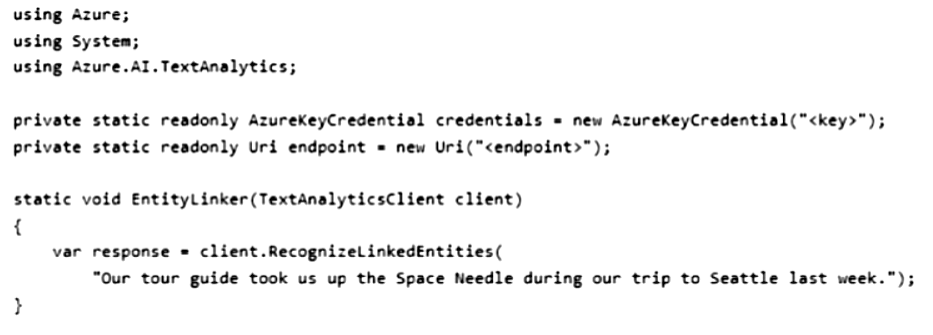 using Azure;
using System;
using Azure.AI.TextAnalytics;
private static readonly AzureKeyCredential credentials = new AzureKeyCredential("<key>");
private static readonly Uri endpoint = new Uri("<endpoint>");
static void EntityLinker(TextAnalyticsClient client)
{
var response = client.RecognizeLinkedEntities(
"Our tour guide took us up the Space Needle during our trip to Seattle last week.");
}